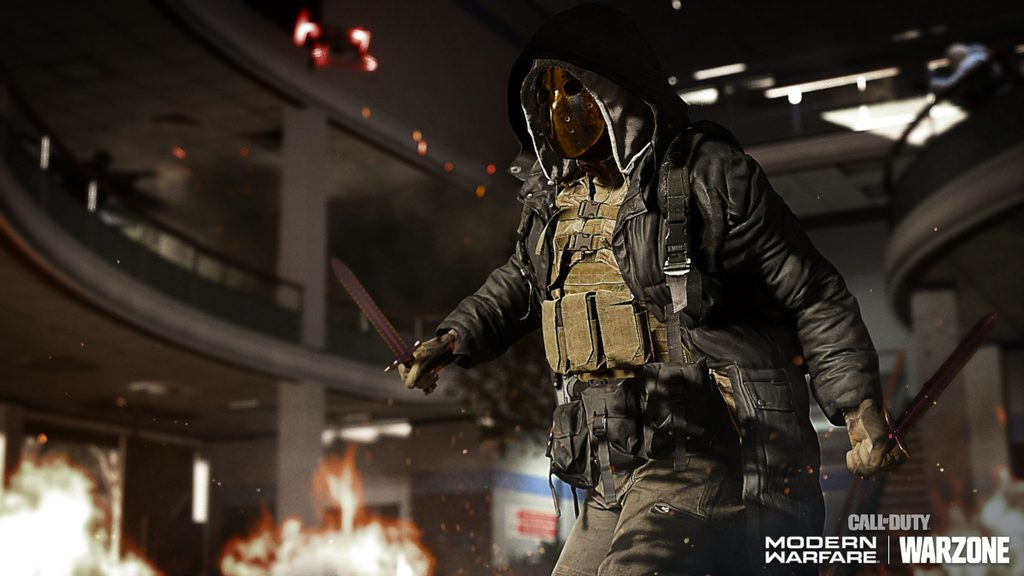 CALL OF DUTY
MODERN WARFARE | WARZONE